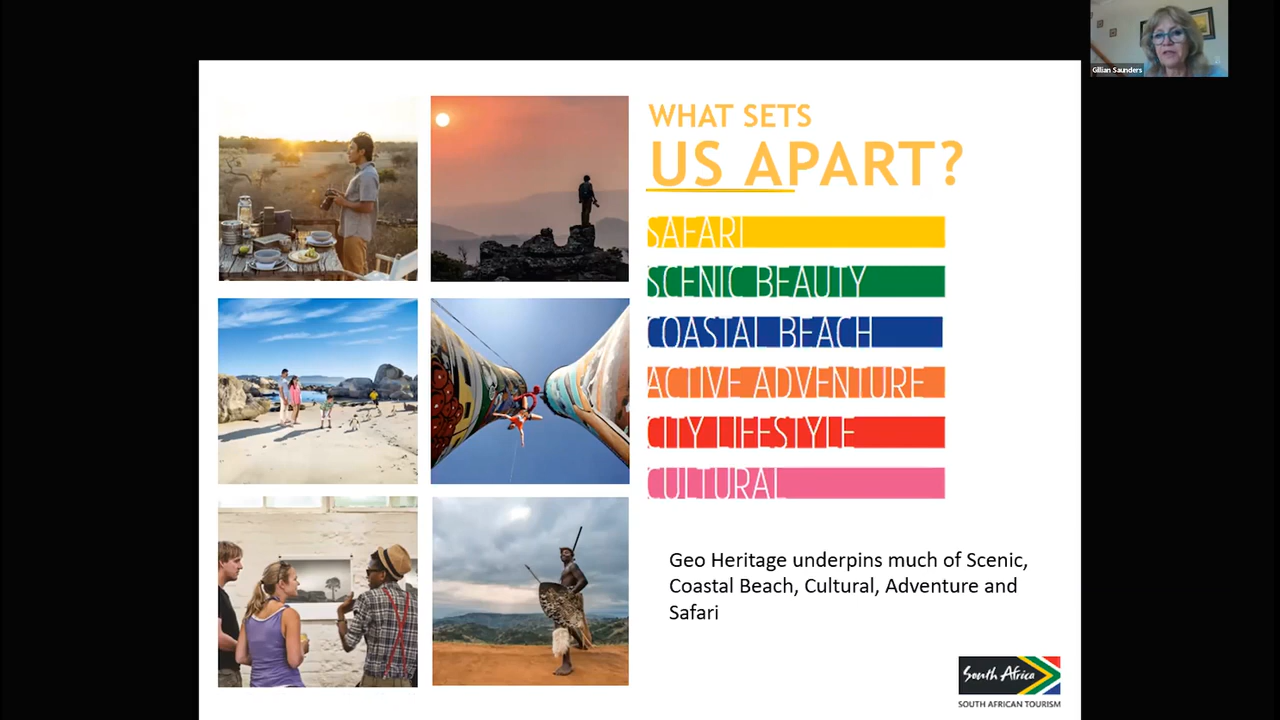 Gillian Saunders
WHAT SETS
US APART?
SAFARI
SCENIC BEAUTY
COASTAL BEACH
ACTIVE ADVENTURE
CITY LIFESTYLE
CULTURAL
Geo Heritage underpins much of Scenic,
Coastal Beach, Cultural, Adventure and
Safari
South Africa
SOUTH AFRICAN TOURISM